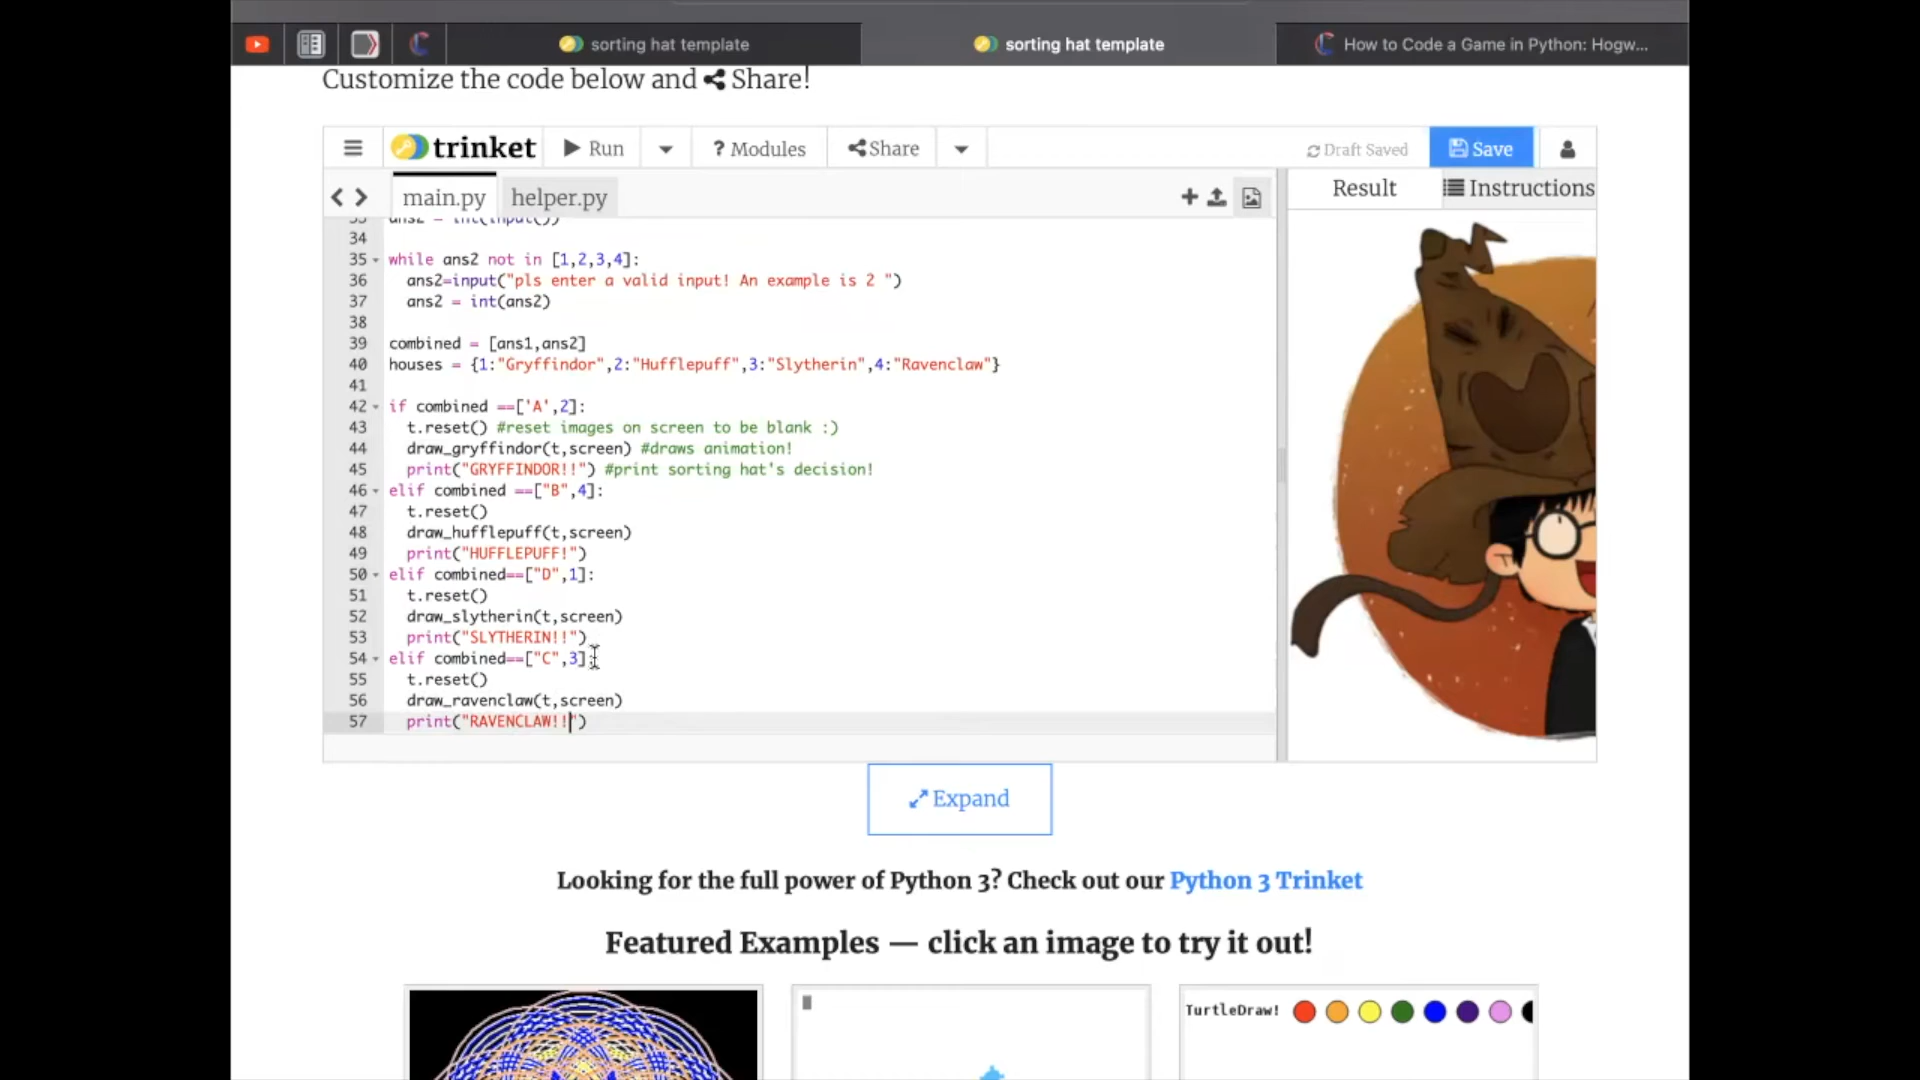 sorting hat template
sorting hat template
How to Code a Game in Python: Hogw...
Customize the code below and Share!
trinket
Run
? Modules
Share
Draft Saved
Save
main.py
helper.py
Result
Instructions
33 ans2 = int(input())
34
35 while ans2 not in [1,2,3,4]:
36 ans2=input("pls enter a valid input! An example is 2 ")
37 ans2 = int(ans2)
38
39 combined = [ans1,ans2]
40 houses = {1:"Gryffindor",2:"Hufflepuff",3:"Slytherin",4:"Ravenclaw"}
41
42 if combined ==['A',2]:
43 t.reset() #reset images on screen to be blank :)
44 draw_gryffindor(t,screen) #draws animation!
45 print("GRYFFINDOR!!") #print sorting hat's decision!
46 elif combined ==["B",4]:
47 t.reset()
48 draw_hufflepuff(t,screen)
49 print("HUFFLEPUFF!")
50 elif combined==["D",1]:
51 t.reset()
52 draw_slytherin(t,screen)
53 print("SLYTHERIN!!")
54 elif combined==["C",3]:
55 t.reset()
56 draw_ravenclaw(t,screen)
57 print("RAVENCLAW!!")
Expand
Looking for the full power of Python 3? Check out our Python 3 Trinket
Featured Examples — click an image to try it out!
TurtleDraw!